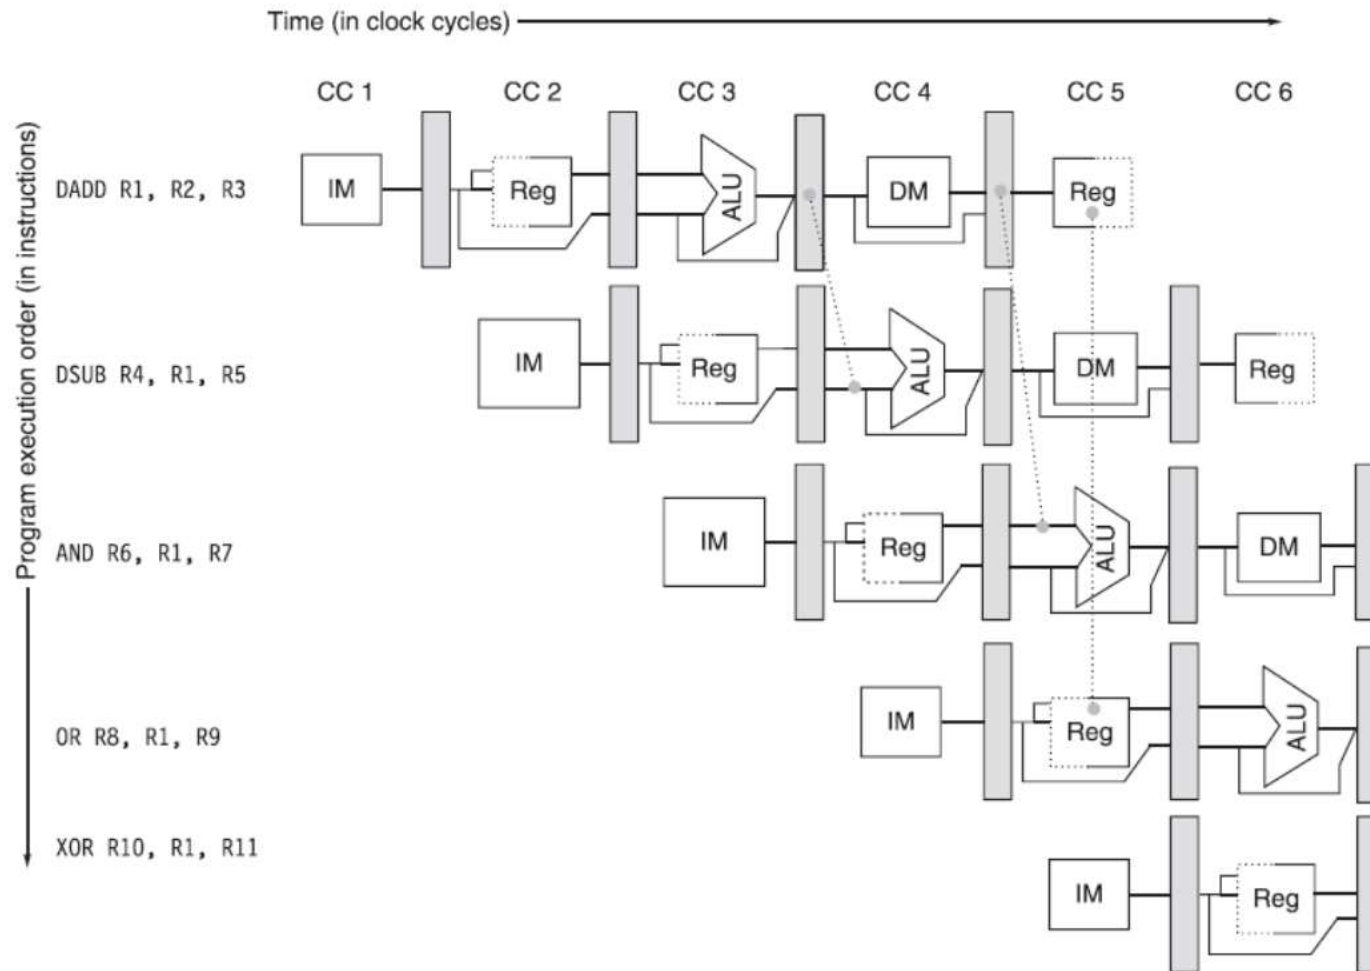 Time (in clock cycles)
CC 1 CC 2 CC 3 CC 4 CC 5 CC 6
Program execution order (in instructions)
DADD R1, R2, R3
IM Reg ALU DM Reg
DSUB R4, R1, R5
IM Reg ALU DM Reg
AND R6, R1, R7
IM Reg ALU DM
OR R8, R1, R9
IM Reg ALU
XOR R10, R1, R11
IM Reg